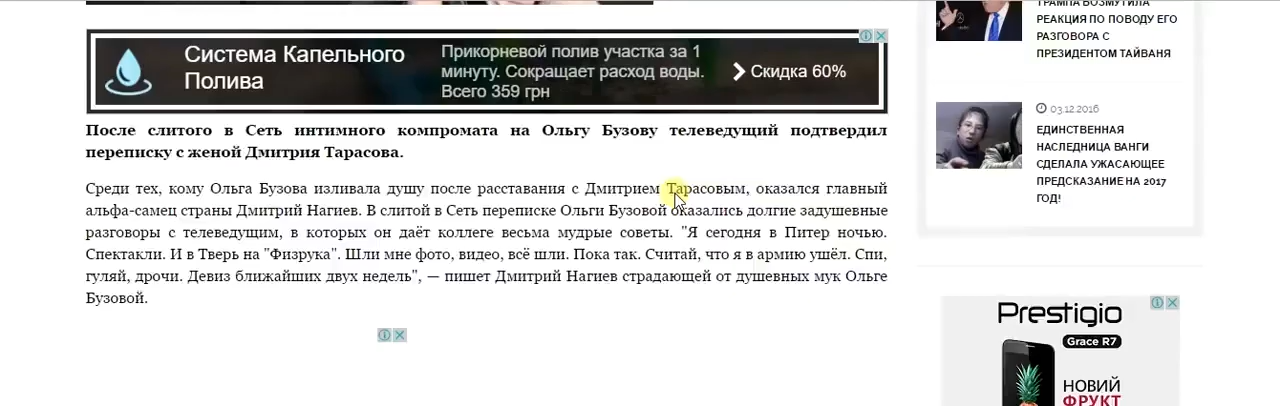 Система Капельного
Полива
Прикорневой полив участка за 1
минуту. Сокращает расход воды.
Всего 359 грн
Скидка 60%
После слитого в Сеть интимного компромата на Ольгу Бузову телеведущий подтвердил
переписку с женой Дмитрия Тарасова.
Среди тех, кому Ольга Бузова изливала душу после расставания с Дмитрием Тарасовым, оказался главный
альфа-самец страны Дмитрий Нагиев. В слитой в Сеть переписке Ольги Бузовой оказались долгие задушевные
разговоры с телеведущим, в которых он даёт коллеге весьма мудрые советы. "Я сегодня в Питер ночью.
Спектакли. И в Тверь на "Физрука". Шли мне фото, видео, всё шли. Пока так. Считай, что я в армию ушёл. Спи,
гуляй, дрочи. Девиз ближайших двух недель", — пишет Дмитрий Нагиев страдающей от душевных мук Ольге
Бузовой.
ТРАМПА ВОЗМУТИЛА
РЕАКЦИЯ ПО ПОВОДУ ЕГО
РАЗГОВОРА С
ПРЕЗИДЕНТОМ ТАЙВАНЯ
03.12.2016
ЕДИНСТВЕННАЯ
НАСЛЕДНИЦА ВАНГИ
СДЕЛАЛА УЖАСАЮЩЕЕ
ПРЕДСКАЗАНИЕ НА 2017
ГОД!
Prestigio
Grace R7
НОВИЙ
ФРУКТ